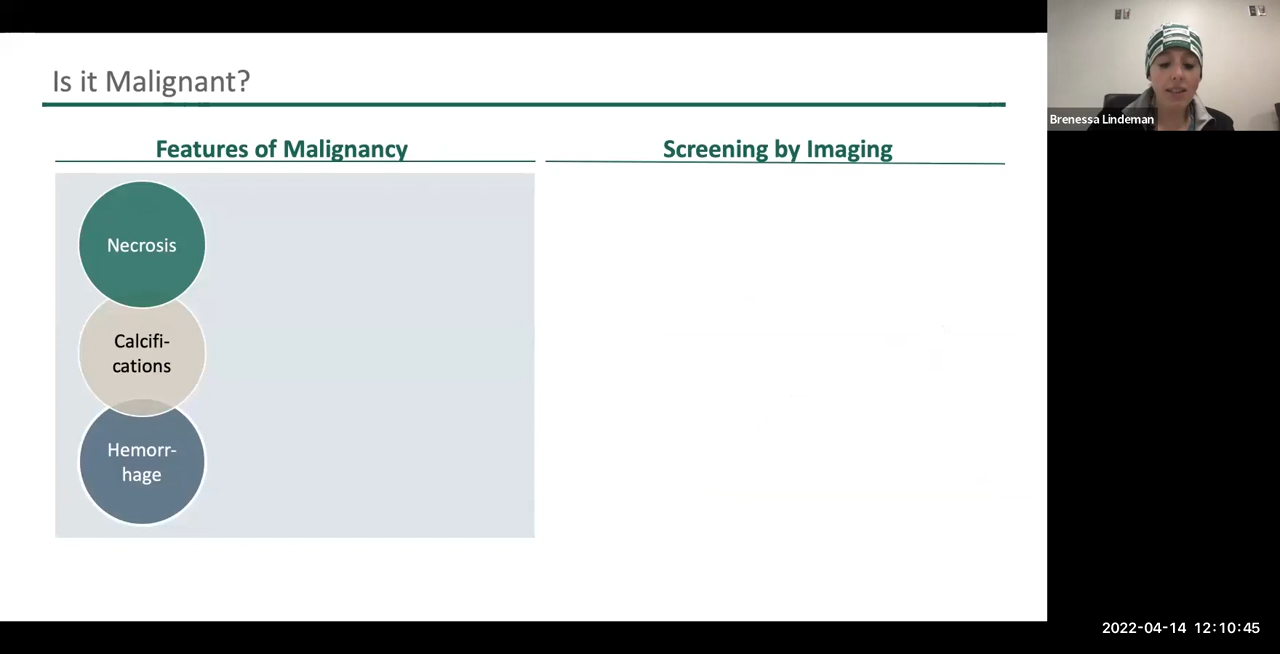 Is it Malignant?
Features of Malignancy
Screening by Imaging
Necrosis
Calcifi-
cations
Hemorr-
hage
Brenessa Lindeman
2022-04-14 12:10:45